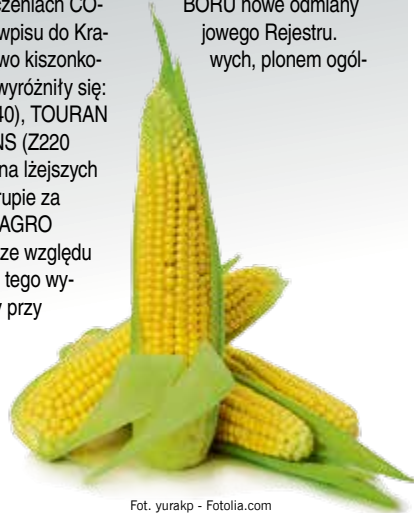 zeniach CO-
BORU nowe odmiany
wpisu do Kra-
jowego Rejestru.
wo kiszonko-
wych, plonem ogól-
wyróżniły się:
40), TOURAN
NS (Z220
na lżejszych
rupie za
AGRO
ze względu
tego wy-
przy
Fot. yurakp - Fotolia.com